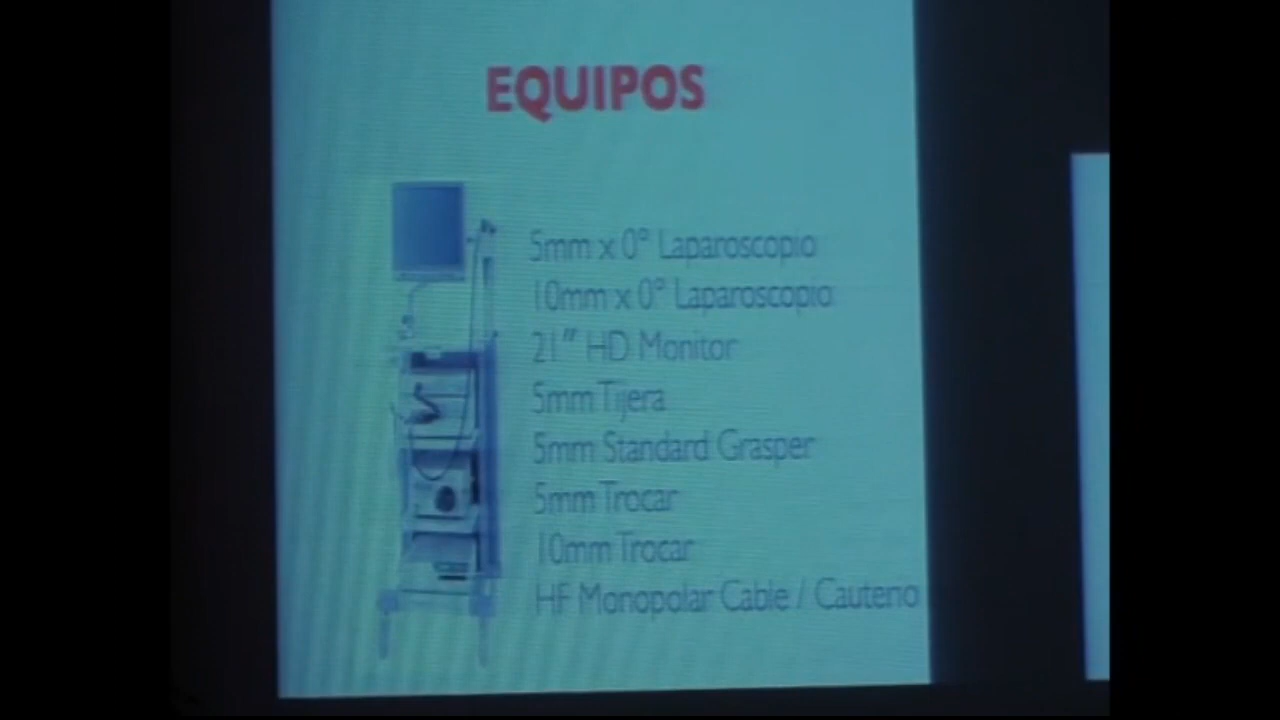 EQUIPOS
5mm x 0° Laparoscopio
10mm x 0° Laparoscopio
21" HD Monitor
5mm Tijera
5mm Standard Grasper
5mm Trocar
10mm Trocar
HF Monopolar Cable / Cauterio